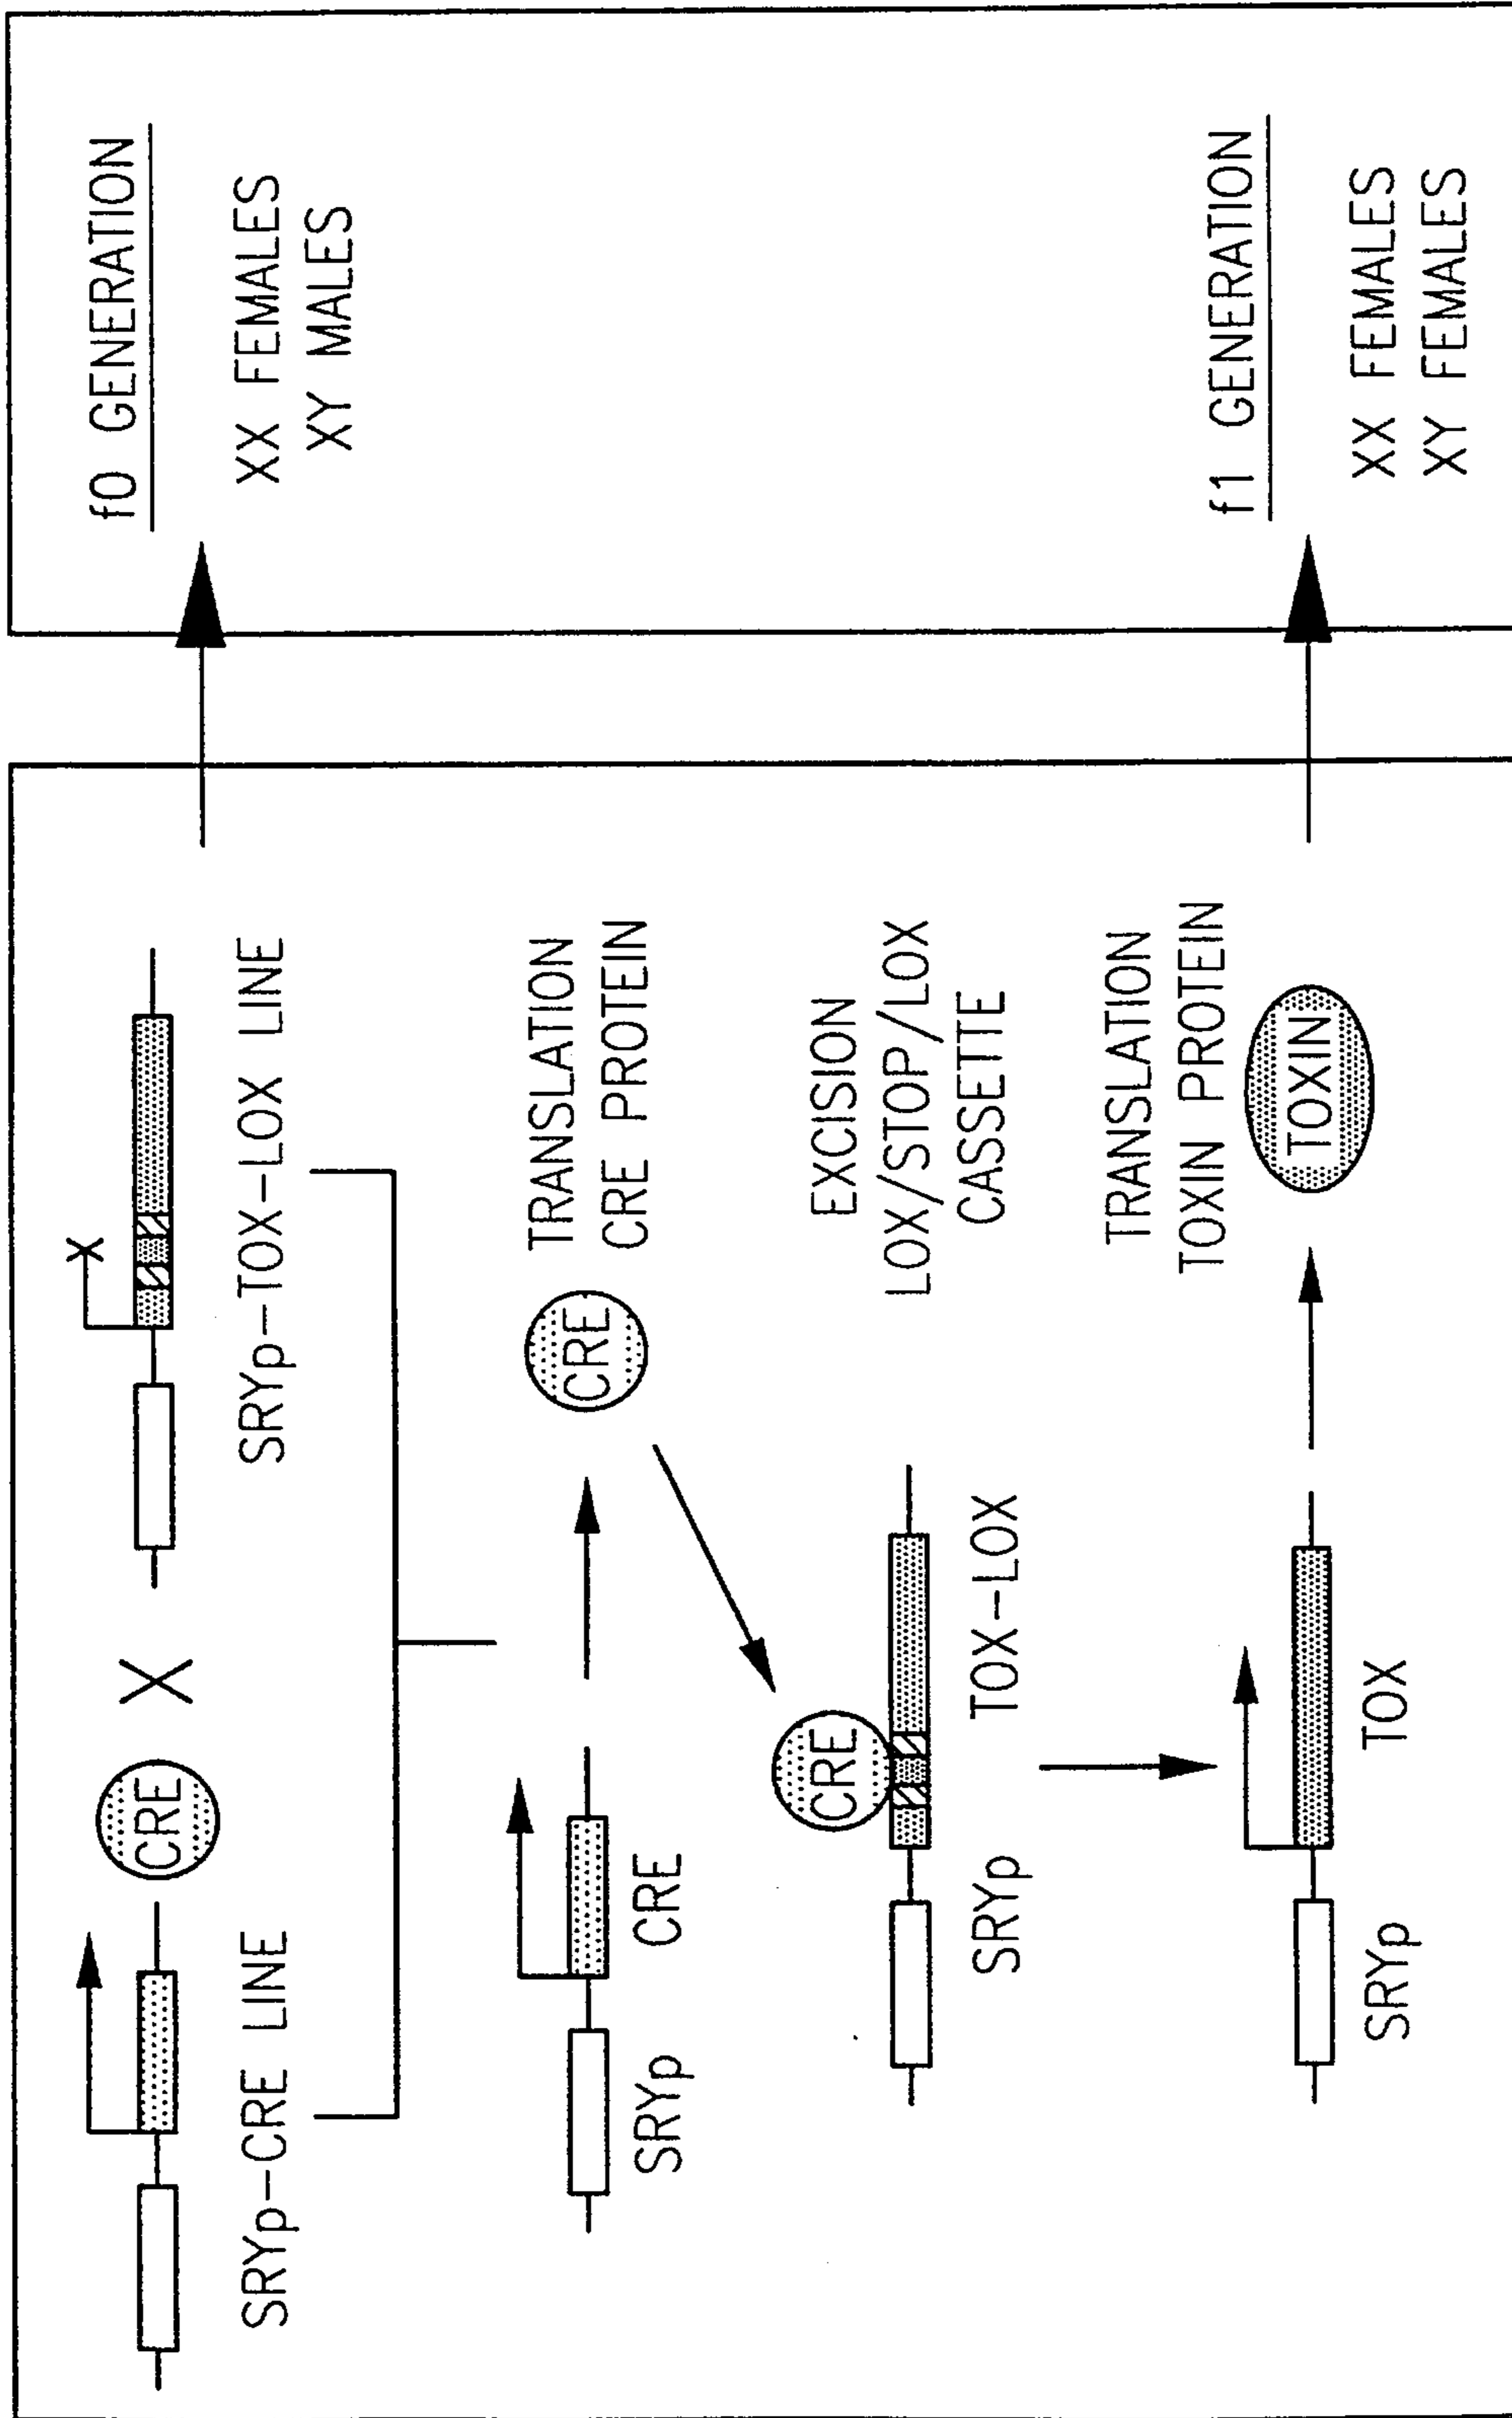 CRE X
SRYp-CRE LINE
SRYp-TOX-LOX LINE
f0 GENERATION
XX FEMALES
XY MALES
SRYp
CRE
CRE
TRANSLATION
CRE PROTEIN
CRE
SRYp
TOX-LOX
EXCISION
LOX/STOP/LOX
CASSETTE
SRYp
TOX
TRANSLATION
TOXIN PROTEIN
TOXIN
f1 GENERATION
XX FEMALES
XY FEMALES